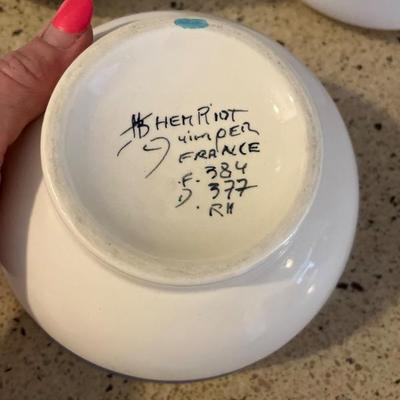 HB HENRIOT
QUIMPER
FRANCE
F. 384
D. 377
RH